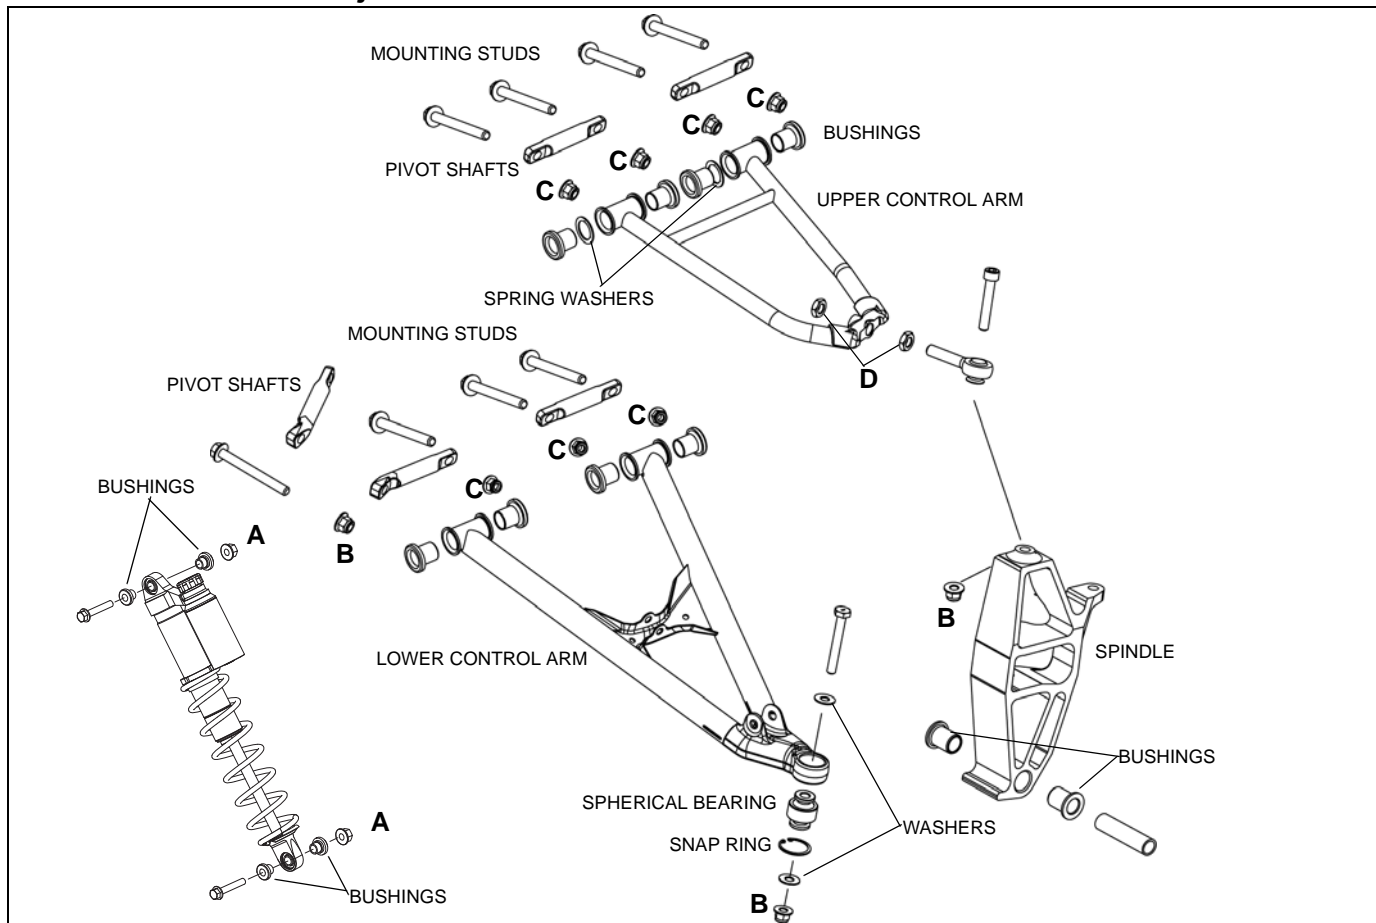 MOUNTING STUDS
C
BUSHINGS
C
PIVOT SHAFTS
C
C
UPPER CONTROL ARM
SPRING WASHERS
MOUNTING STUDS
D
PIVOT SHAFTS
C
C
BUSHINGS
C
A
B
B
LOWER CONTROL ARM
SPINDLE
BUSHINGS
SPHERICAL BEARING
A
WASHERS
SNAP RING
BUSHINGS
B